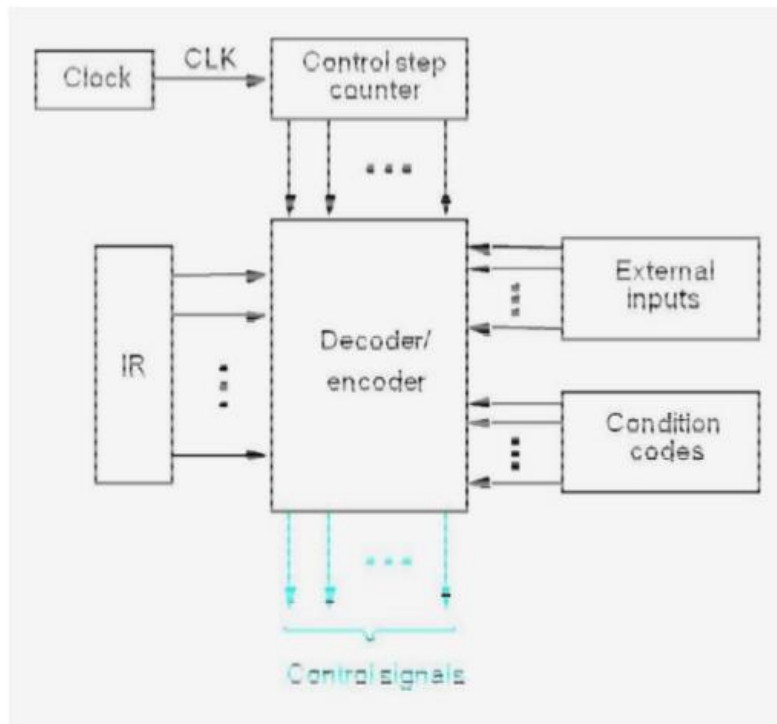 Clock
CLK
Control step
counter
IR
Decoder/
encoder
External
inputs
Condition
codes
Control signals